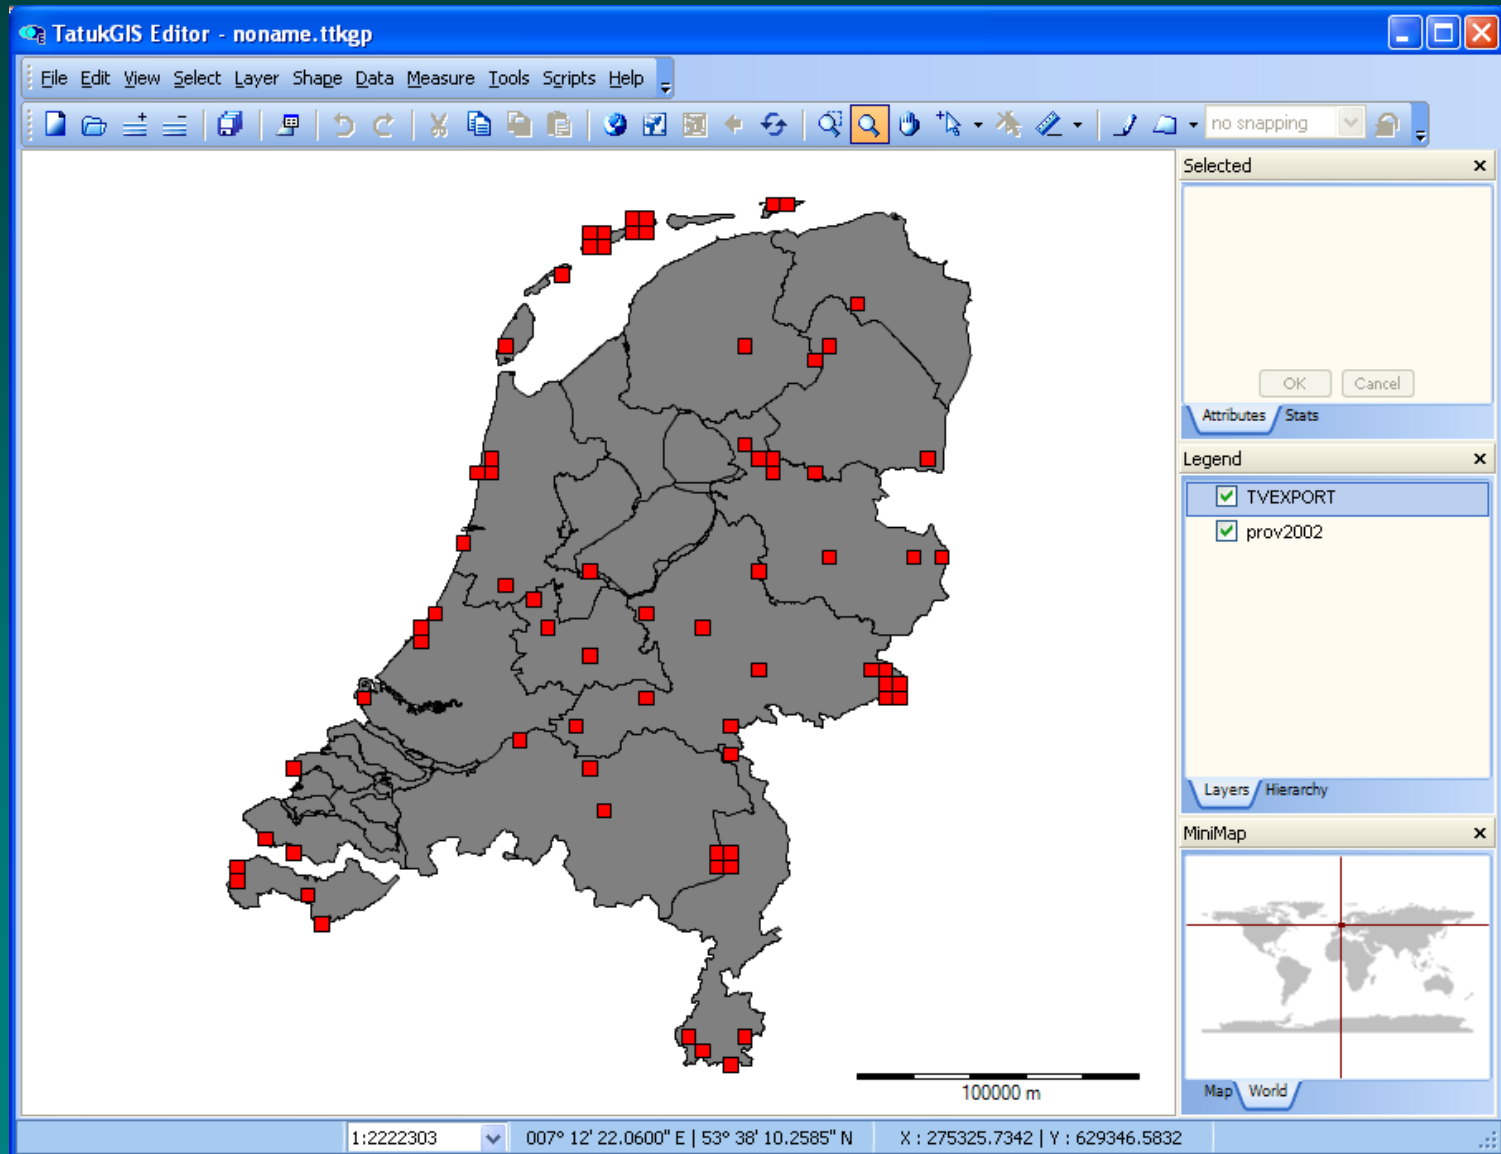 TatukGIS Editor - noname.ttkgp
File Edit View Select Layer Shape Data Measure Tools Scripts Help
no snapping
Selected
OK Cancel
Attributes Stats
Legend
TVEXPORT
prov2002
Layers Hierarchy
MiniMap
Map World
100000 m
1:2222303 007° 12' 22.0600" E | 53° 38' 10.2585" N X : 275325.7342 | Y : 629346.5832